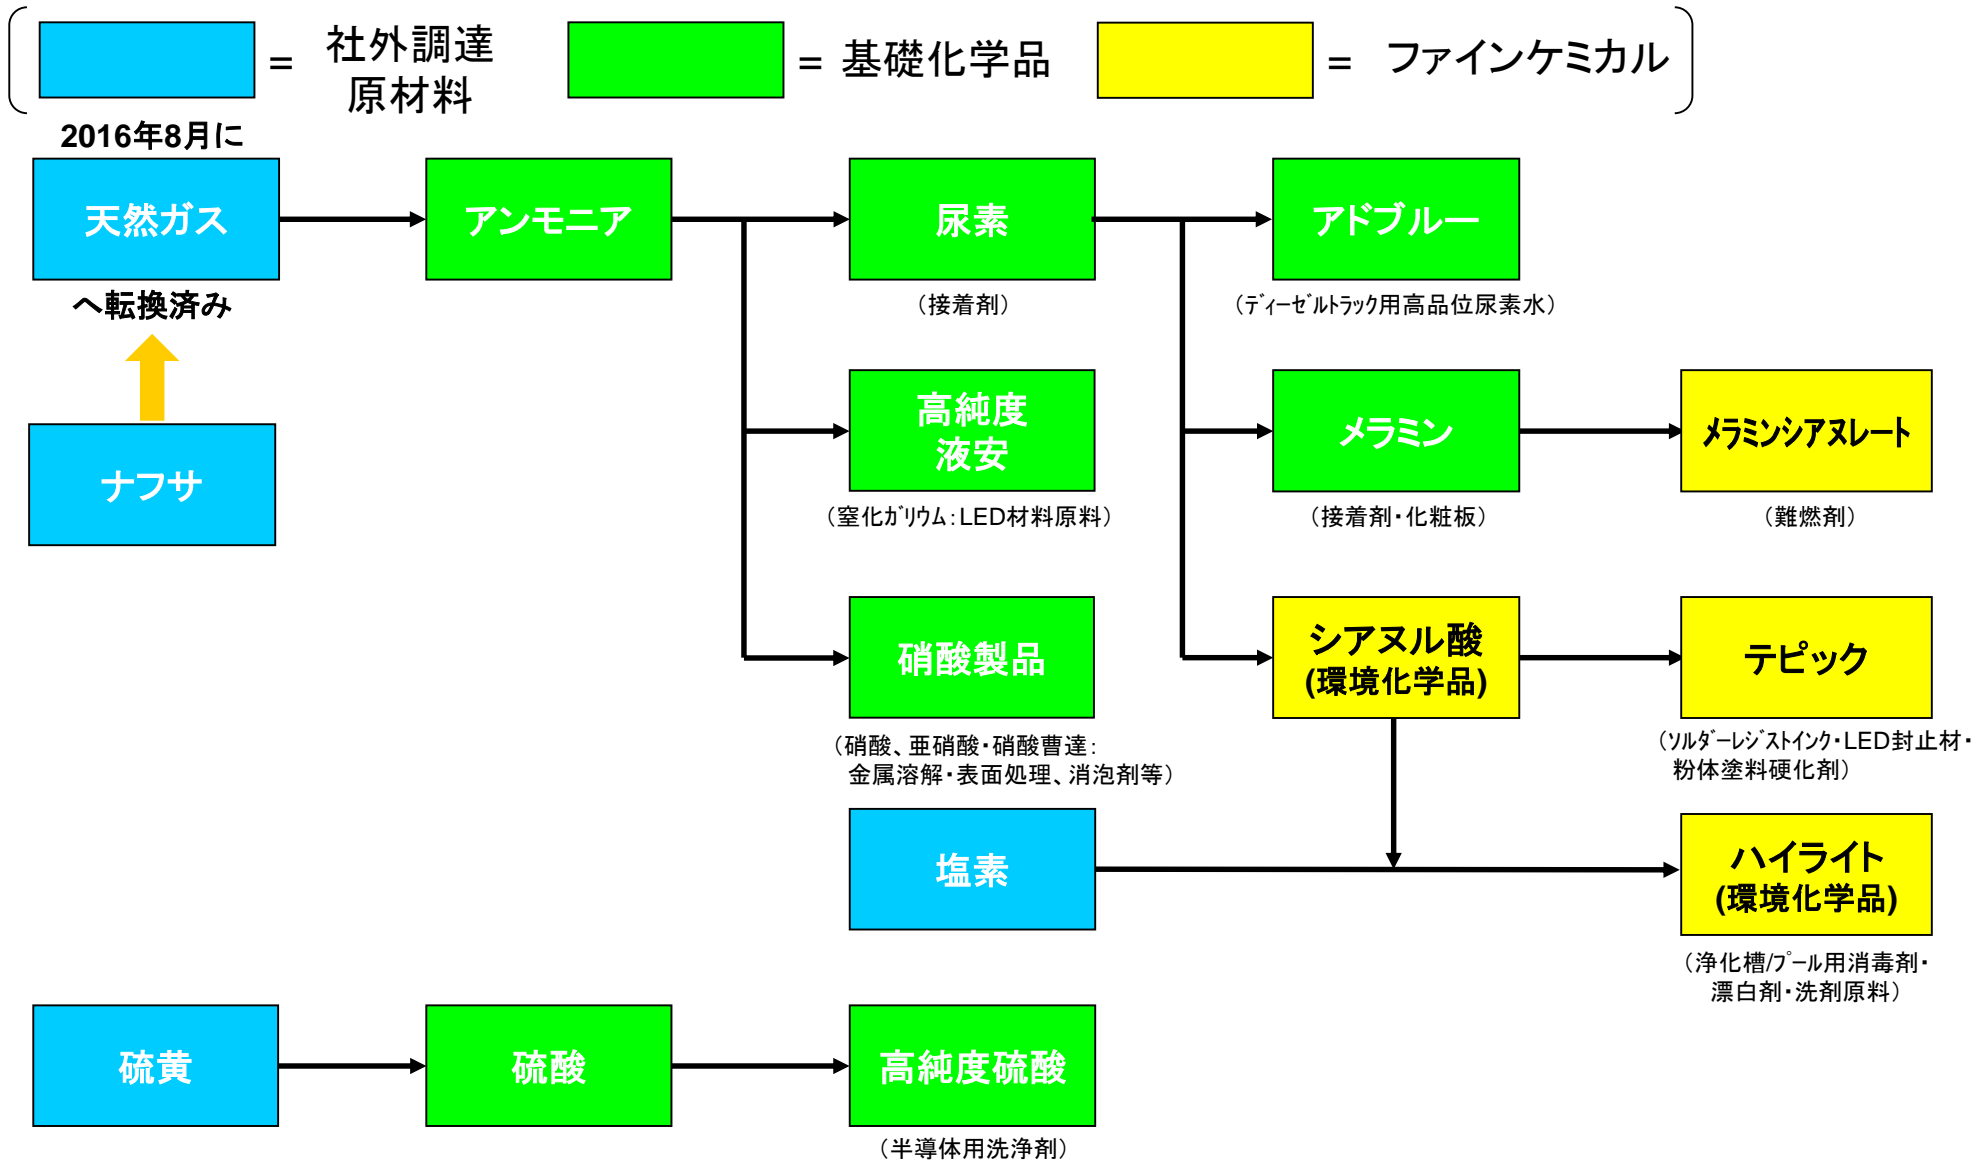 = 社外調達
原材料
= 基礎化学品
= ファインケミカル
2016年8月に
天然ガス
へ転換済み
ナフサ
アンモニア
尿素
（接着剤）
アドブルー
（ﾃﾞｨｰｾﾞﾙﾄﾗｯｸ用高品位尿素水）
高純度
液安
（窒化ｶﾞﾘｳﾑ：LED材料原料）
メラミン
（接着剤・化粧板）
メラミンシアヌレート
（難燃剤）
硝酸製品
（硝酸、亜硝酸・硝酸曹達：
金属溶解・表面処理、消泡剤等）
シアヌル酸
(環境化学品)
テピック
（ｿﾙﾀﾞｰﾚｼﾞｽﾄｲﾝｸ・LED封止材・
粉体塗料硬化剤）
塩素
ハイライト
(環境化学品)
（浄化槽/ﾌﾟｰﾙ用消毒剤・
漂白剤・洗剤原料）
硫黄
硫酸
高純度硫酸
（半導体用洗浄剤）